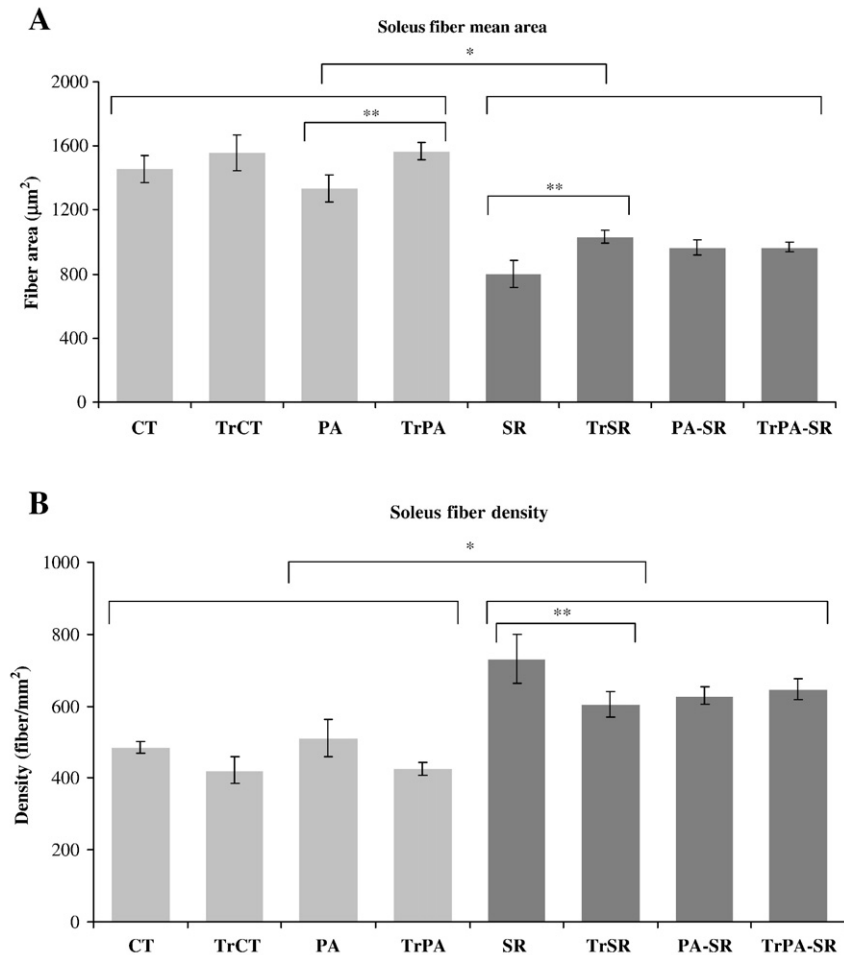 A
Soleus fiber mean area
*
2000
**
1600
1200
**
800
400
0
Fiber area (µm²)
CT TrCT PA TrPA SR TrSR PA-SR TrPA-SR
B
Soleus fiber density
*
1000
**
800
600
400
200
0
Density (fiber/mm²)
CT TrCT PA TrPA SR TrSR PA-SR TrPA-SR